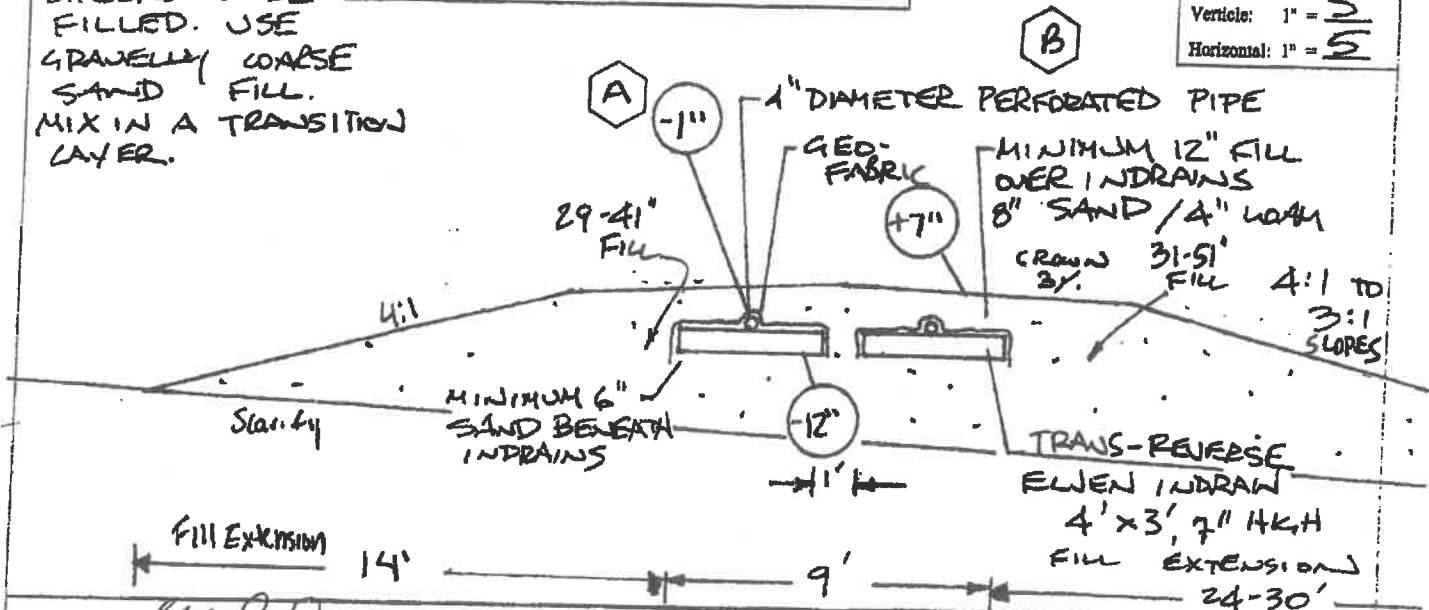 FILLED. USE
GRAVELLY COARSE
SAND FILL.
MIX IN A TRANSITION
LAYER.
Verticle: 1" = 5
Horizontal: 1" = 5
A
B
-1"
4" DIAMETER PERFORATED PIPE
GEO-
FABRIC
MINIMUM 12" FILL
OVER INDRAINS
8" SAND / 4" LOAM
+7"
29-41"
FILL
CROWN
3%
31-51"
FILL
4:1 TO
3:1
SLOPES
4:1
Scarify
MINIMUM 6"
SAND BENEATH
INDRAINS
-12"
1'
TRANS-REVERSE
ELJEN INDRAIN
4' x 3', 7" HIGH
FILL EXTENSION
24-30'
Fill Extension
14'
9'